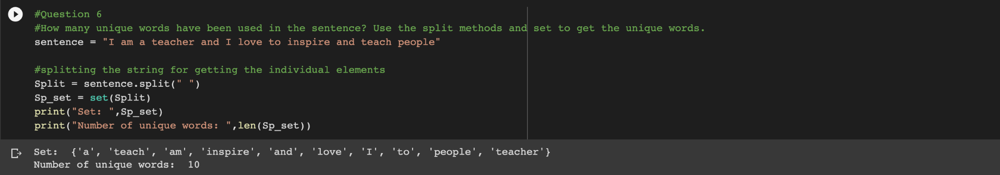 #Question 6
#How many unique words have been used in the sentence? Use the split methods and set to get the unique words.
sentence = "I am a teacher and I love to inspire and teach people"
#splitting the string for getting the individual elements
Split = sentence.split(" ")
Sp_set = set(Split)
print("Set: ",Sp_set)
print("Number of unique words: ",len(Sp_set))
Set:  {'a', 'teach', 'am', 'inspire', 'and', 'love', 'I', 'to', 'people', 'teacher'}
Number of unique words:  10